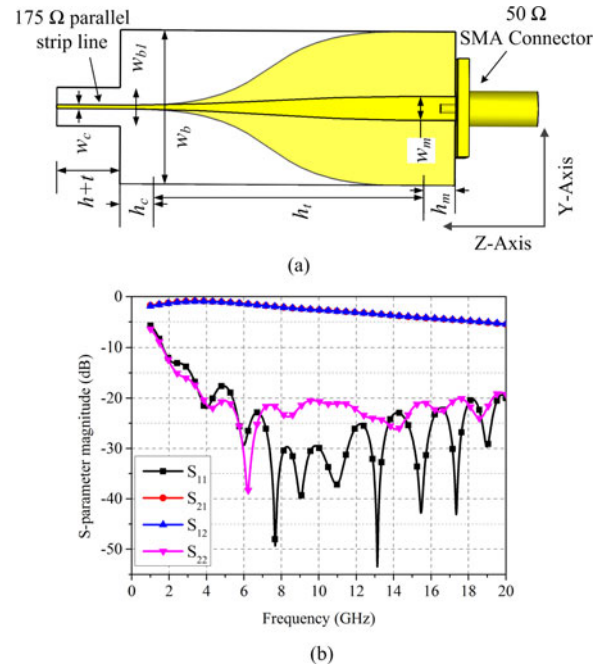 175 Ω parallel
strip line
50 Ω
SMA Connector
w_b1
w_c
w_b
w_m
h+t
h_c
h_t
h_m
Y-Axis
Z-Axis
(a)
S-parameter magnitude (dB)
0
-10
-20
-30
-40
-50
S₁₁
S₂₁
S₁₂
S₂₂
0 2 4 6 8 10 12 14 16 18 20
Frequency (GHz)
(b)